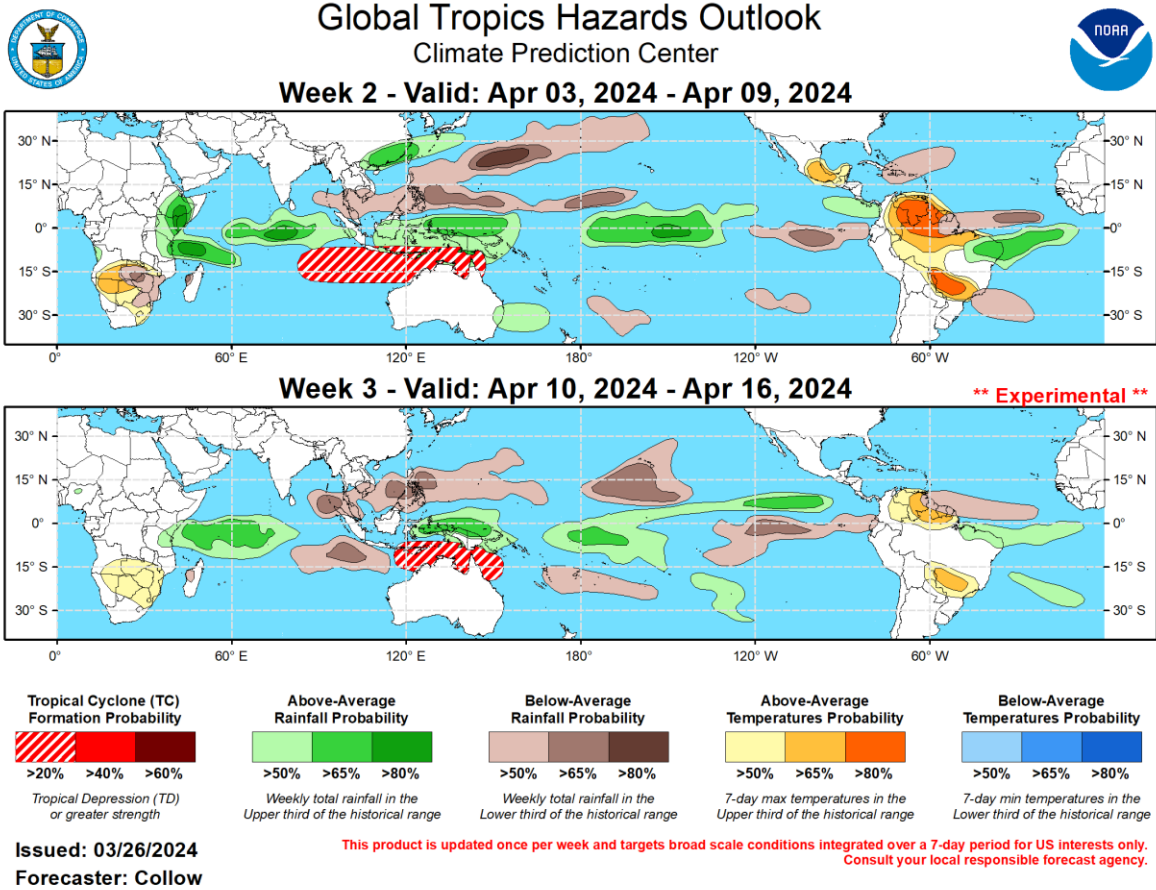 Global Tropics Hazards Outlook
Climate Prediction Center
DEPARTMENT OF COMMERCE
UNITED STATES OF AMERICA
NOAA
Week 2 - Valid: Apr 03, 2024 - Apr 09, 2024
30° N 30° N
15° N 15° N
0° 0°
15° S 15° S
30° S 30° S
0° 60° E 120° E 180° 120° W 60° W
Week 3 - Valid: Apr 10, 2024 - Apr 16, 2024
** Experimental **
30° N 30° N
15° N 15° N
0° 0°
15° S 15° S
30° S 30° S
0° 60° E 120° E 180° 120° W 60° W
Tropical Cyclone (TC)
Formation Probability
>20% >40% >60%
Tropical Depression (TD)
or greater strength
Above-Average
Rainfall Probability
>50% >65% >80%
Weekly total rainfall in the
Upper third of the historical range
Below-Average
Rainfall Probability
>50% >65% >80%
Weekly total rainfall in the
Lower third of the historical range
Above-Average
Temperatures Probability
>50% >65% >80%
7-day max temperatures in the
Upper third of the historical range
Below-Average
Temperatures Probability
>50% >65% >80%
7-day min temperatures in the
Lower third of the historical range
Issued: 03/26/2024
Forecaster: Collow
This product is updated once per week and targets broad scale conditions integrated over a 7-day period for US interests only.
Consult your local responsible forecast agency.